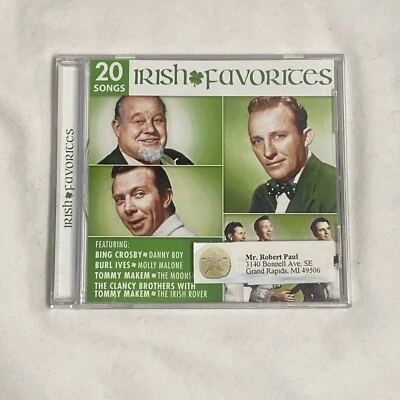 20
SONGS
IRISH FAVORITES
IRISH FAVORITES
FEATURING:
BING CROSBY DANNY BOY
BURL IVES MOLLY MALONE
TOMMY MAKEM THE
THE CLANCY BROTHERS WITH
TOMMY MAKEM THE IRISH ROVER
Mr. Robert Paul
3140 Bonnell Ave. SE
Grand Rapids, MI 49506